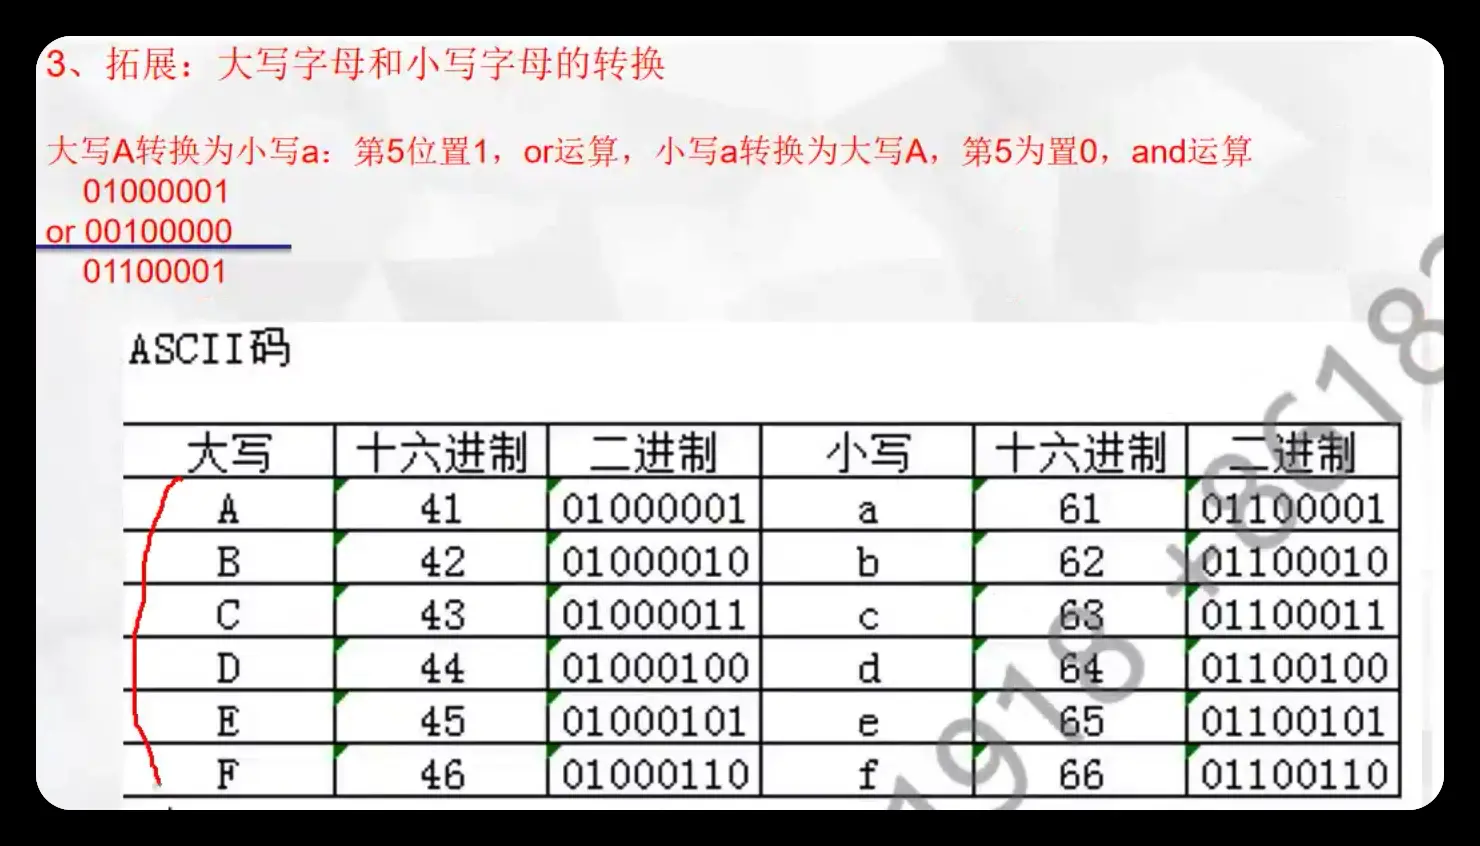 3、拓展：大写字母和小写字母的转换
大写A转换为小写a：第5位置1，or运算，小写a转换为大写A，第5为置0，and运算
01000001
or 00100000
01100001
ASCII码
大写 十六进制 二进制 小写 十六进制 二进制
A 41 01000001 a 61 01100001
B 42 01000010 b 62 01100010
C 43 01000011 c 63 01100011
D 44 01000100 d 64 01100100
E 45 01000101 e 65 01100101
F 46 01000110 f 66 01100110
1918 +86183